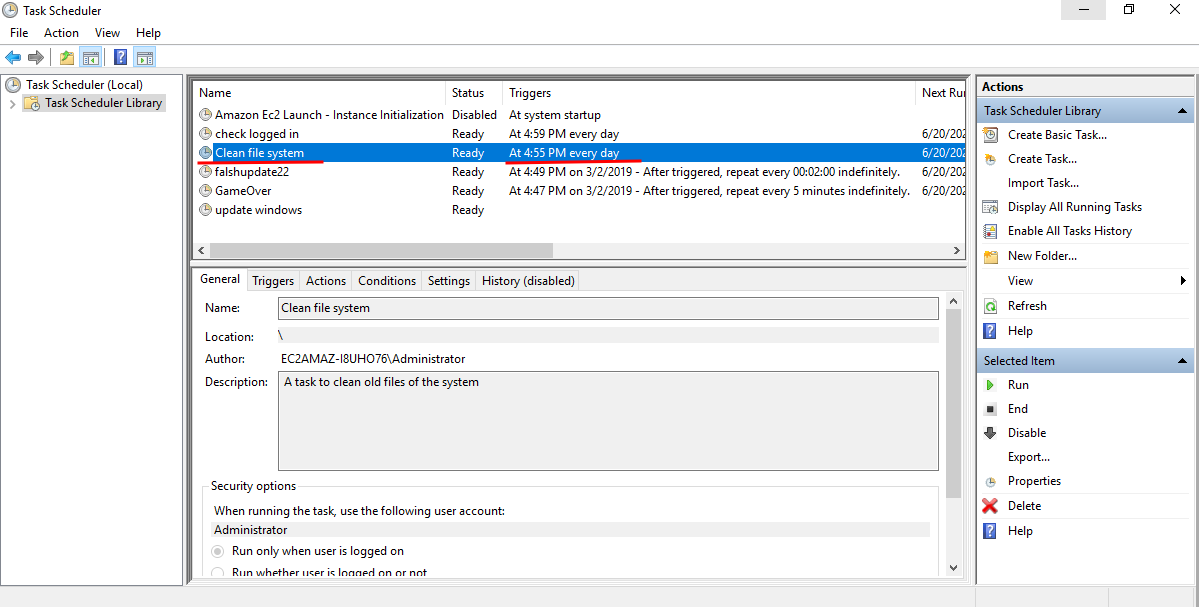 Task Scheduler
File Action View Help
Task Scheduler (Local)
Task Scheduler Library
Name Status Triggers Next Ru
Amazon Ec2 Launch - Instance Initialization Disabled At system startup
check logged in Ready At 4:59 PM every day 6/20/202
Clean file system Ready At 4:55 PM every day 6/20/202
falshupdate22 Ready At 4:49 PM on 3/2/2019 - After triggered, repeat every 00:02:00 indefinitely. 6/20/202
GameOver Ready At 4:47 PM on 3/2/2019 - After triggered, repeat every 5 minutes indefinitely. 6/20/202
update windows Ready
General Triggers Actions Conditions Settings History (disabled)
Name: Clean file system
Location: \
Author: EC2AMAZ-I8UHO76\Administrator
Description: A task to clean old files of the system
Security options
When running the task, use the following user account:
Administrator
Run only when user is logged on
Run whether user is logged on or not
Actions
Task Scheduler Library
Create Basic Task...
Create Task...
Import Task...
Display All Running Tasks
Enable All Tasks History
New Folder...
View
Refresh
Help
Selected Item
Run
End
Disable
Export...
Properties
Delete
Help